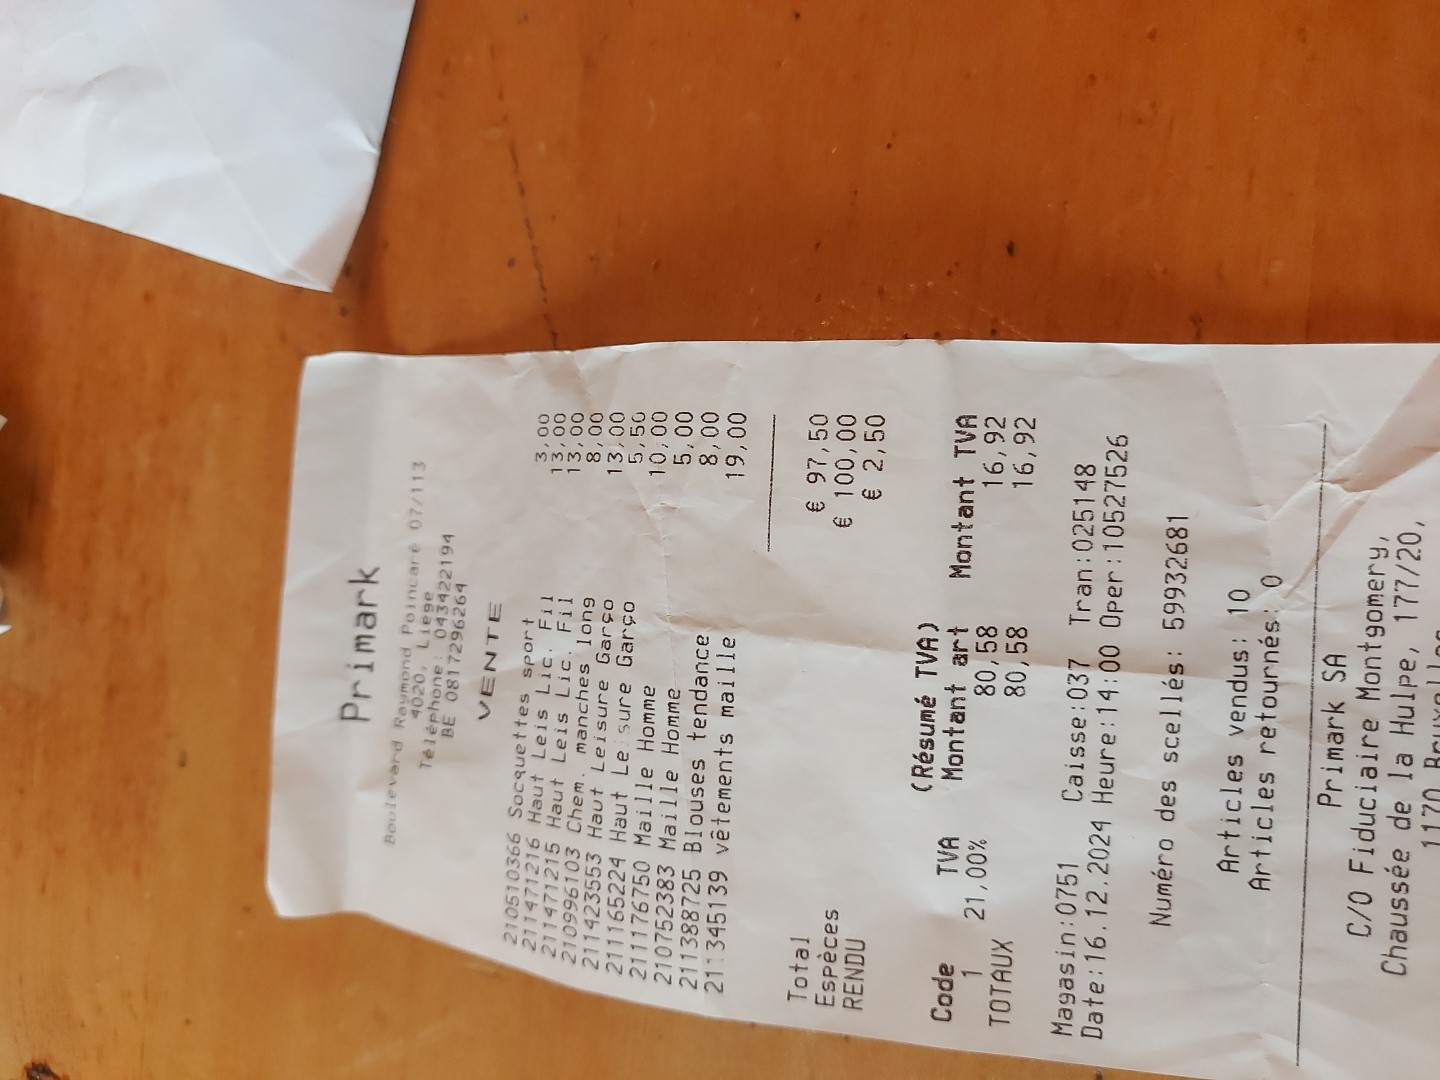 Primark
Boulevard Raymond Poincaré 07/113
4020, Liege
Téléphone: 043422194
BE 0817296264
VENTE
210510366 Socquettes sport 3,00
211471216 Haut Leis Lic. Fil 13,00
211471215 Haut Leis Lic. Fil 13,00
210996103 Chem. manches long 8,00
211423553 Haut Leisure Garço 13,00
211165224 Haut Leisure Garço 5,50
211176750 Maille Homme 10,00
210752383 Maille Homme 5,00
211388725 Blouses tendance 8,00
211345139 vêtements maille 19,00
Total € 97,50
Espèces € 100,00
RENDU € 2,50
(Résumé TVA)
Code TVA Montant art Montant TVA
1 21,00% 80,58 16,92
TOTAUX 80,58 16,92
Magasin:0751 Caisse:037 Tran:025148
Date:16.12.2024 Heure:14:00 Oper:10527526
Numéro des scellés: 59932681
Articles vendus: 10
Articles retournés: 0
Primark SA
C/O Fiduciaire Montgomery,
Chaussée de la Hulpe, 177/20,
1170 Bruxelles